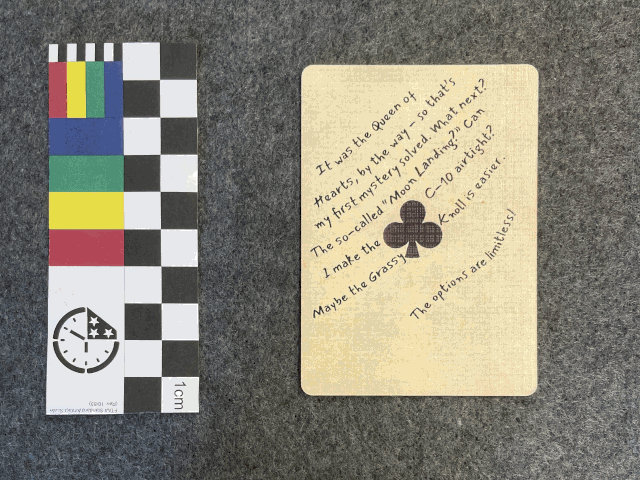 It was the Queen of
Hearts, by the way – so that's
my first mystery solved. What next?
The so-called "Moon Landing?" Can
I make the C-10 airtight?
Maybe the Grassy Knoll is easier.
The options are limitless!
1cm